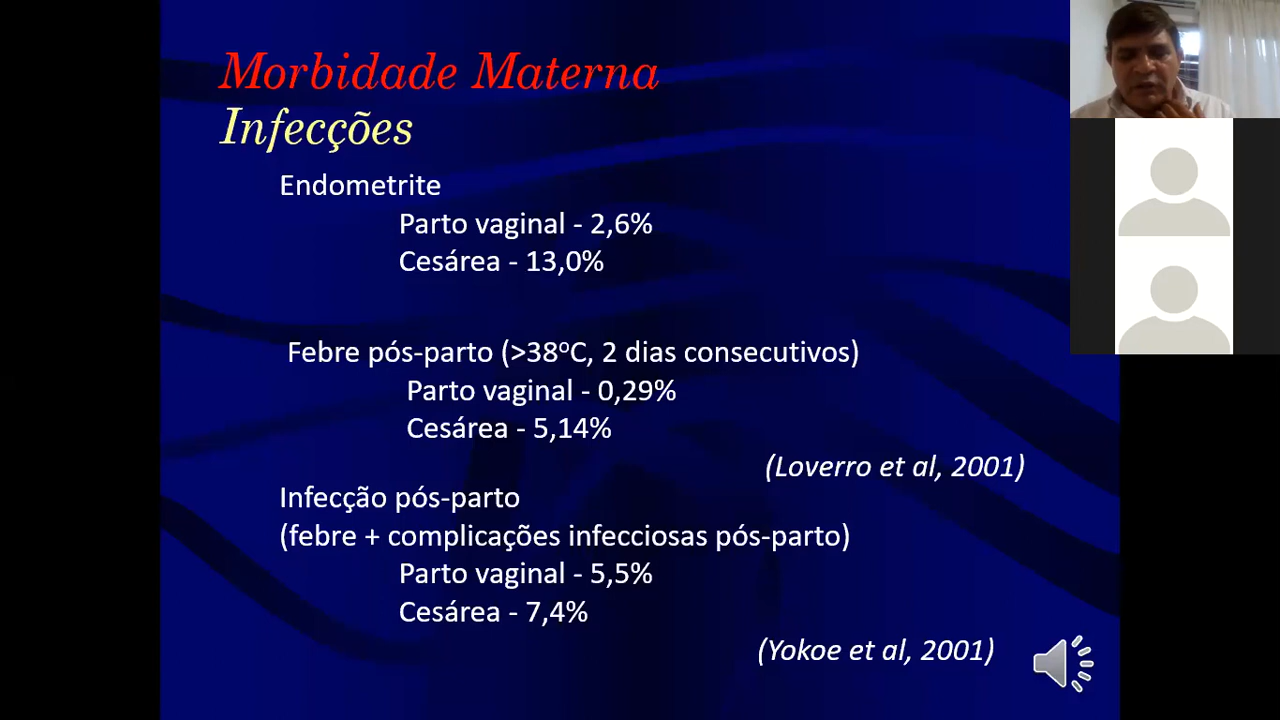 Morbidade Materna
Infecções
Endometrite
Parto vaginal - 2,6%
Cesárea - 13,0%
Febre pós-parto (>38ºC, 2 dias consecutivos)
Parto vaginal - 0,29%
Cesárea - 5,14%
(Loverro et al, 2001)
Infecção pós-parto
(febre + complicações infecciosas pós-parto)
Parto vaginal - 5,5%
Cesárea - 7,4%
(Yokoe et al, 2001)